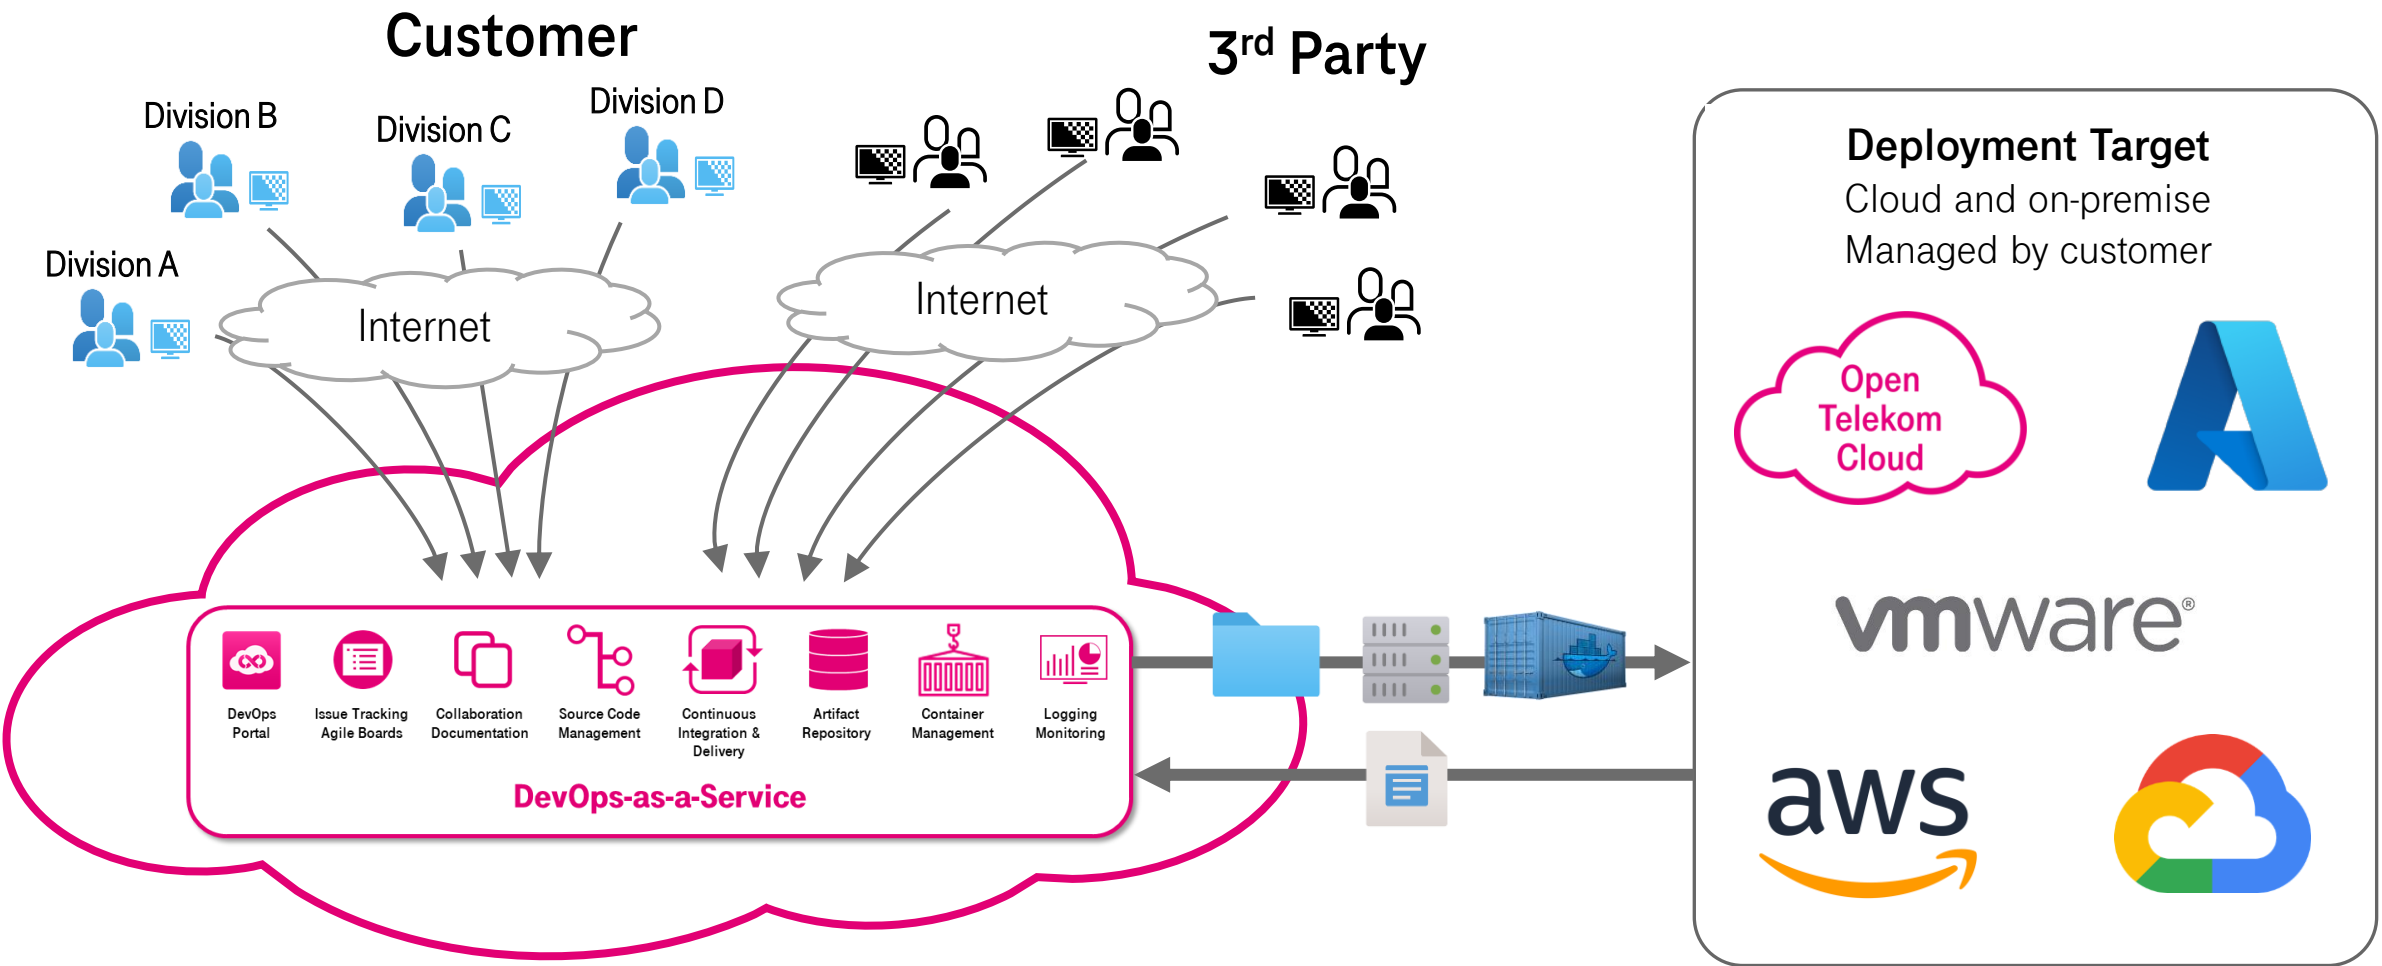 Customer
3rd Party
Division B
Division C
Division D
Division A
Internet
Internet
Deployment Target
Cloud and on-premise
Managed by customer
Open
Telekom
Cloud
vmware®
aws
DevOps
Portal
Issue Tracking
Agile Boards
Collaboration
Documentation
Source Code
Management
Continuous
Integration &
Delivery
Artifact
Repository
Container
Management
Logging
Monitoring
DevOps-as-a-Service